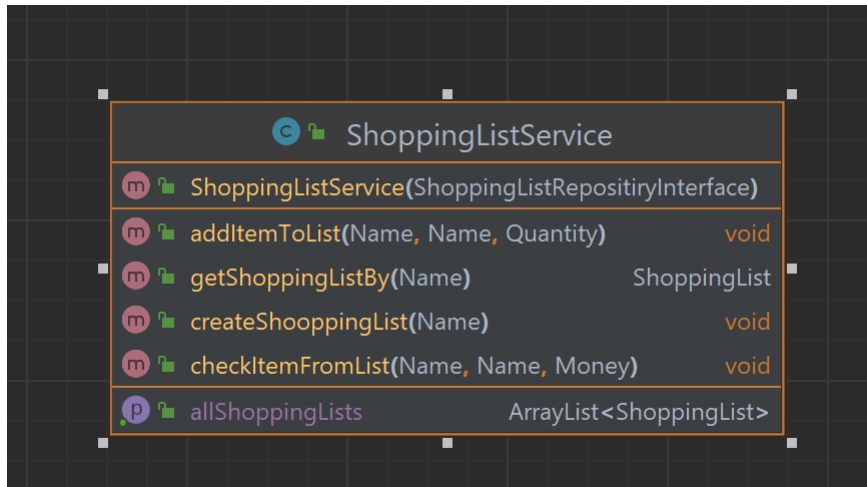 C ShoppingListService
m ShoppingListService(ShoppingListRepositiryInterface)
m addItemToList(Name, Name, Quantity) void
m getShoppingListBy(Name) ShoppingList
m createShooppingList(Name) void
m checkItemFromList(Name, Name, Money) void
p allShoppingLists ArrayList<ShoppingList>